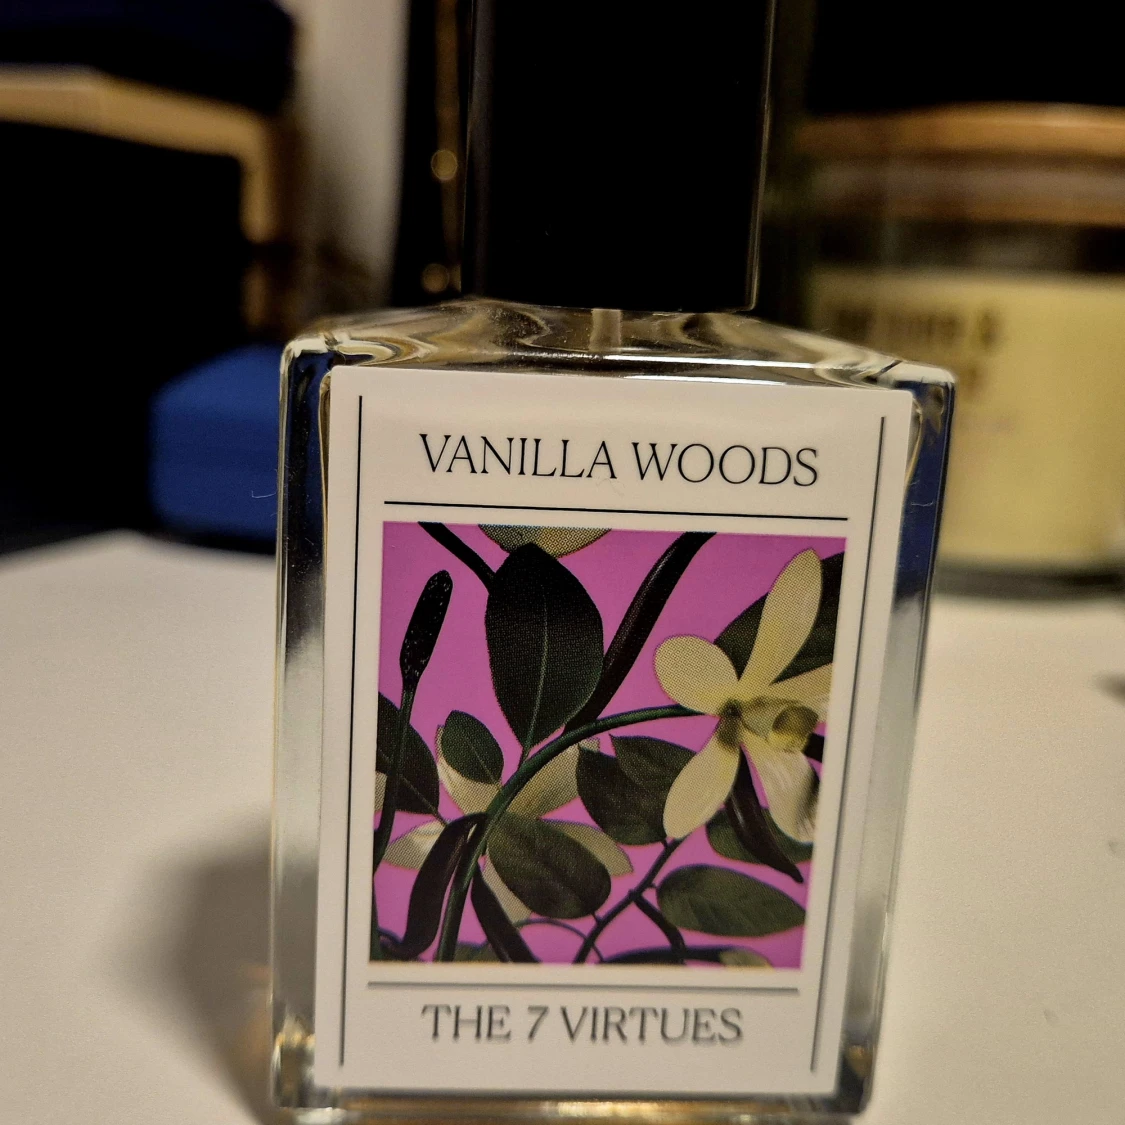 VANILLA WOODS
THE 7 VIRTUES